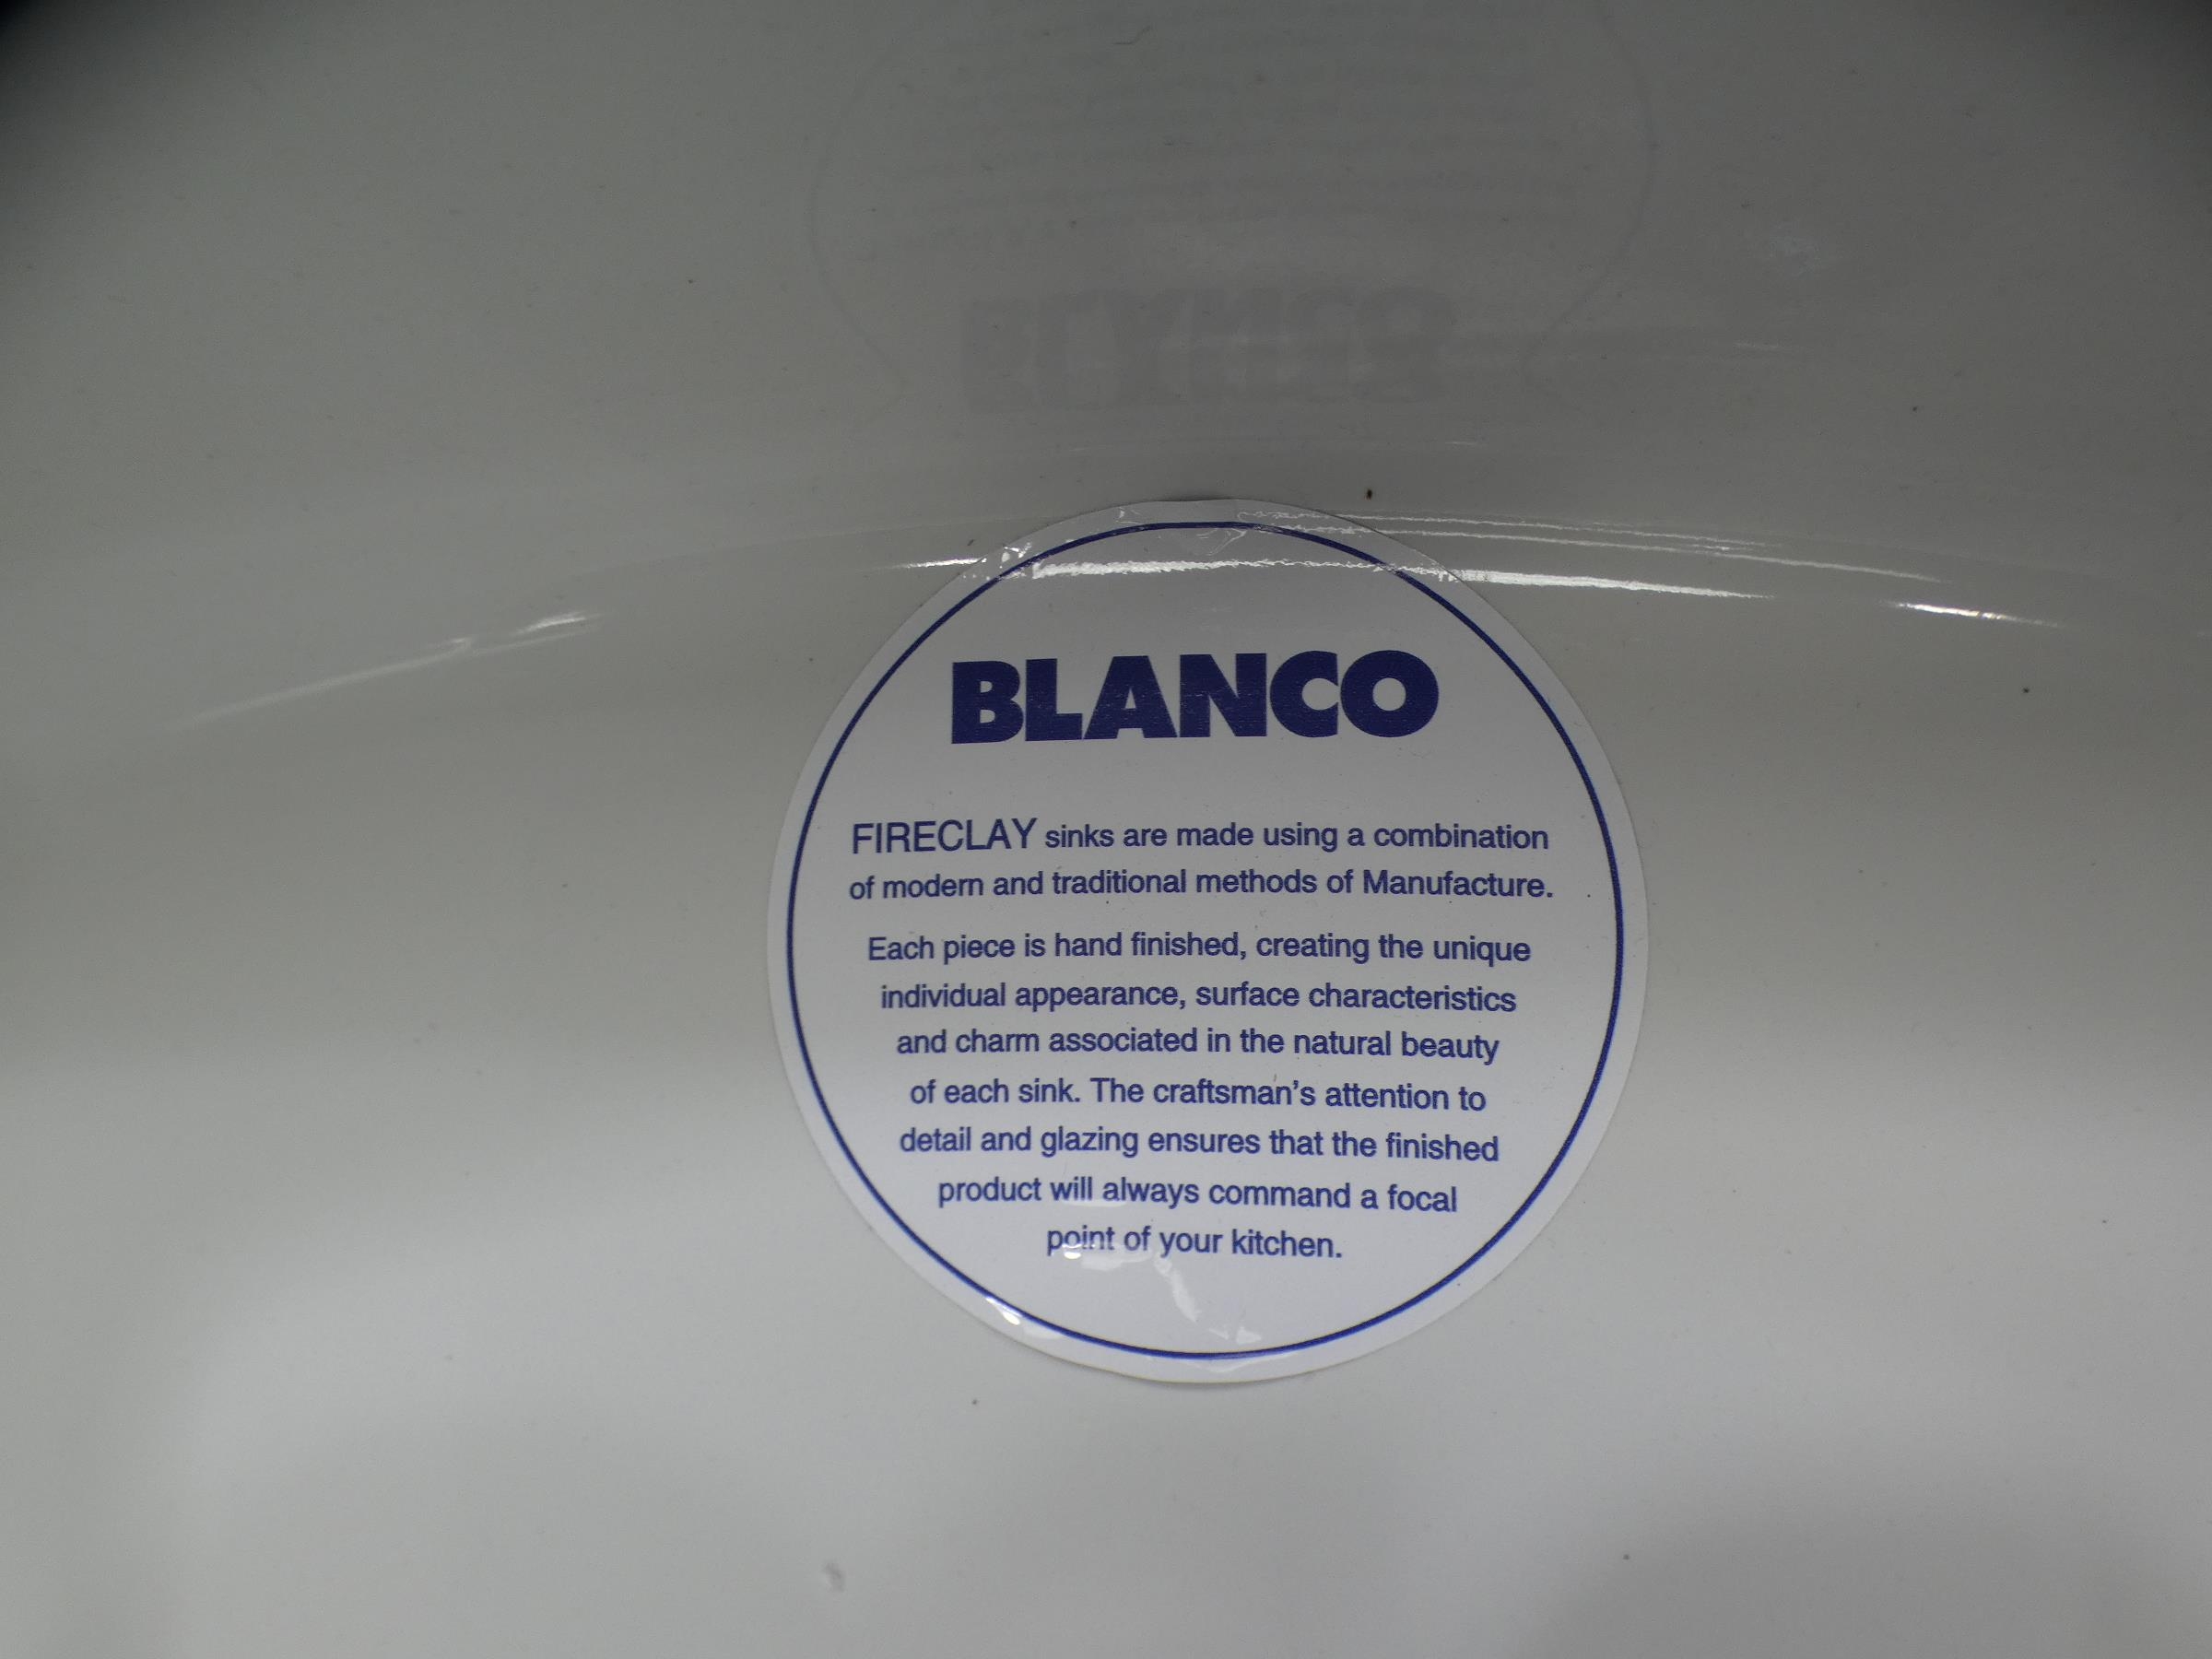 BLANCO
FIRECLAY sinks are made using a combination
of modern and traditional methods of Manufacture.
Each piece is hand finished, creating the unique
individual appearance, surface characteristics
and charm associated in the natural beauty
of each sink. The craftsman's attention to
detail and glazing ensures that the finished
product will always command a focal
point of your kitchen.